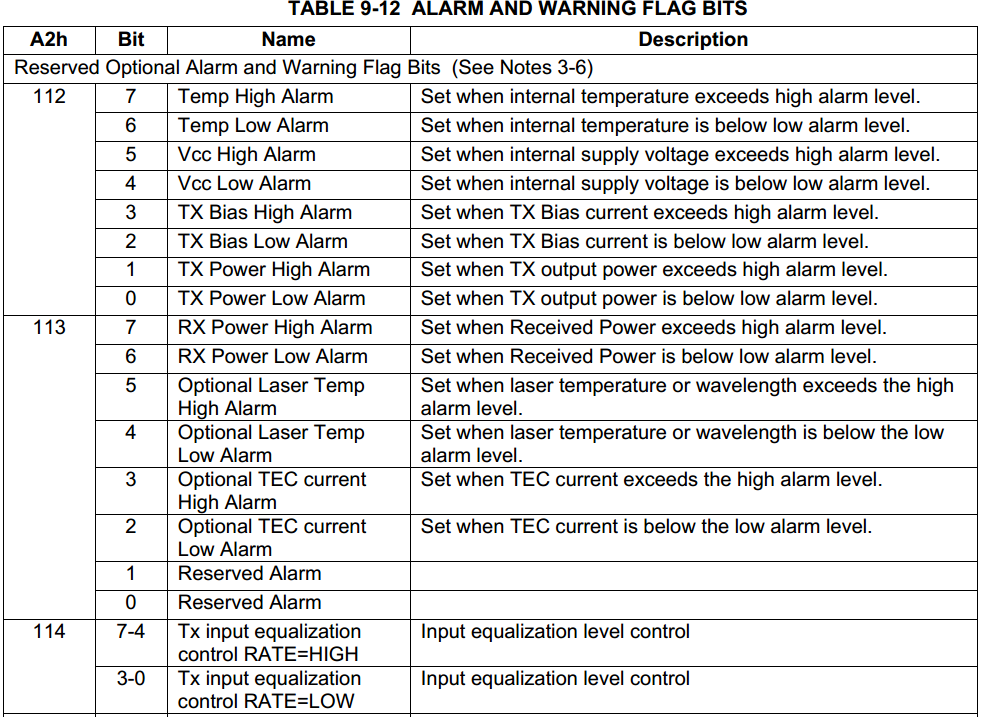 TABLE 9-12 ALARM AND WARNING FLAG BITS
A2h Bit Name Description
Reserved Optional Alarm and Warning Flag Bits (See Notes 3-6)
112 7 Temp High Alarm Set when internal temperature exceeds high alarm level.
6 Temp Low Alarm Set when internal temperature is below low alarm level.
5 Vcc High Alarm Set when internal supply voltage exceeds high alarm level.
4 Vcc Low Alarm Set when internal supply voltage is below low alarm level.
3 TX Bias High Alarm Set when TX Bias current exceeds high alarm level.
2 TX Bias Low Alarm Set when TX Bias current is below low alarm level.
1 TX Power High Alarm Set when TX output power exceeds high alarm level.
0 TX Power Low Alarm Set when TX output power is below low alarm level.
113 7 RX Power High Alarm Set when Received Power exceeds high alarm level.
6 RX Power Low Alarm Set when Received Power is below low alarm level.
5 Optional Laser Temp Set when laser temperature or wavelength exceeds the high
High Alarm alarm level.
4 Optional Laser Temp Set when laser temperature or wavelength is below the low
Low Alarm alarm level.
3 Optional TEC current Set when TEC current exceeds the high alarm level.
High Alarm
2 Optional TEC current Set when TEC current is below the low alarm level.
Low Alarm
1 Reserved Alarm
0 Reserved Alarm
114 7-4 Tx input equalization Input equalization level control
control RATE=HIGH
3-0 Tx input equalization Input equalization level control
control RATE=LOW